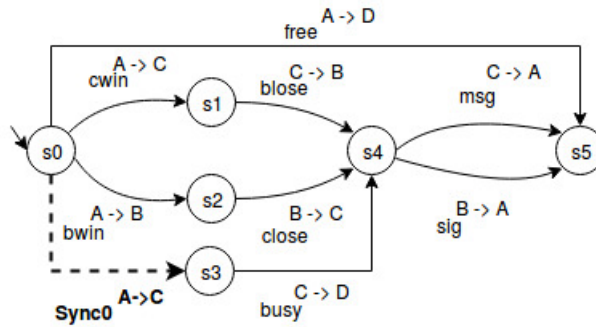 A -> D
free
A -> C
cwin
C -> B
blose
C -> A
msg
s1
s0
s4
s5
s2
A -> B
bwin
B -> C
close
B -> A
sig
s3
A->C
Sync0
C -> D
busy